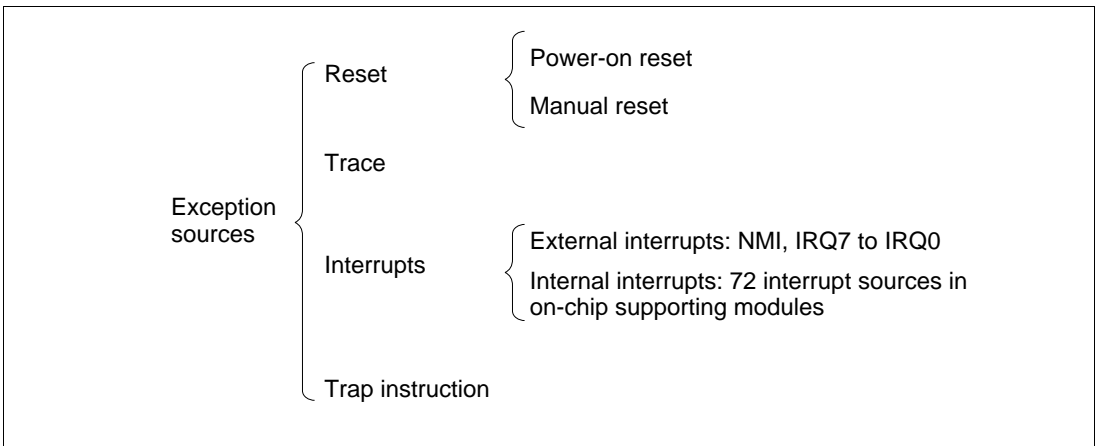 Exception
sources
Reset
Power-on reset
Manual reset
Trace
Interrupts
External interrupts: NMI, IRQ7 to IRQ0
Internal interrupts: 72 interrupt sources in
on-chip supporting modules
Trap instruction